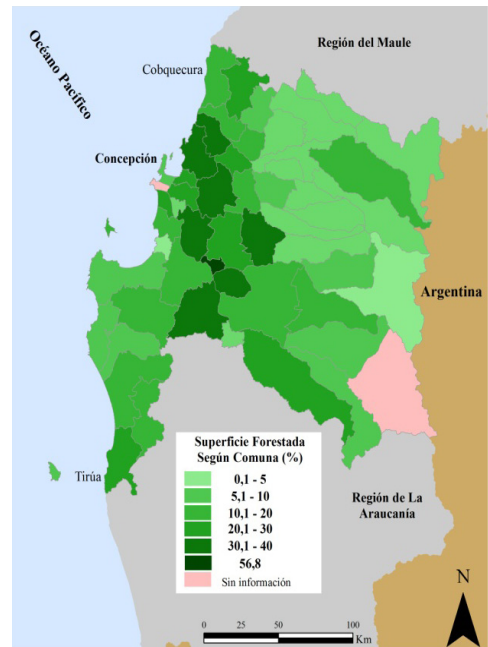 Océano Pacífico
Región del Maule
Cobquecura
Concepción
Argentina
Tirúa
Región de La
Araucanía
Superficie Forestada
Según Comuna (%)
0,1 - 5
5,1 - 10
10,1 - 20
20,1 - 30
30,1 - 40
56,8
Sin información
N
0 25 50 100
Km